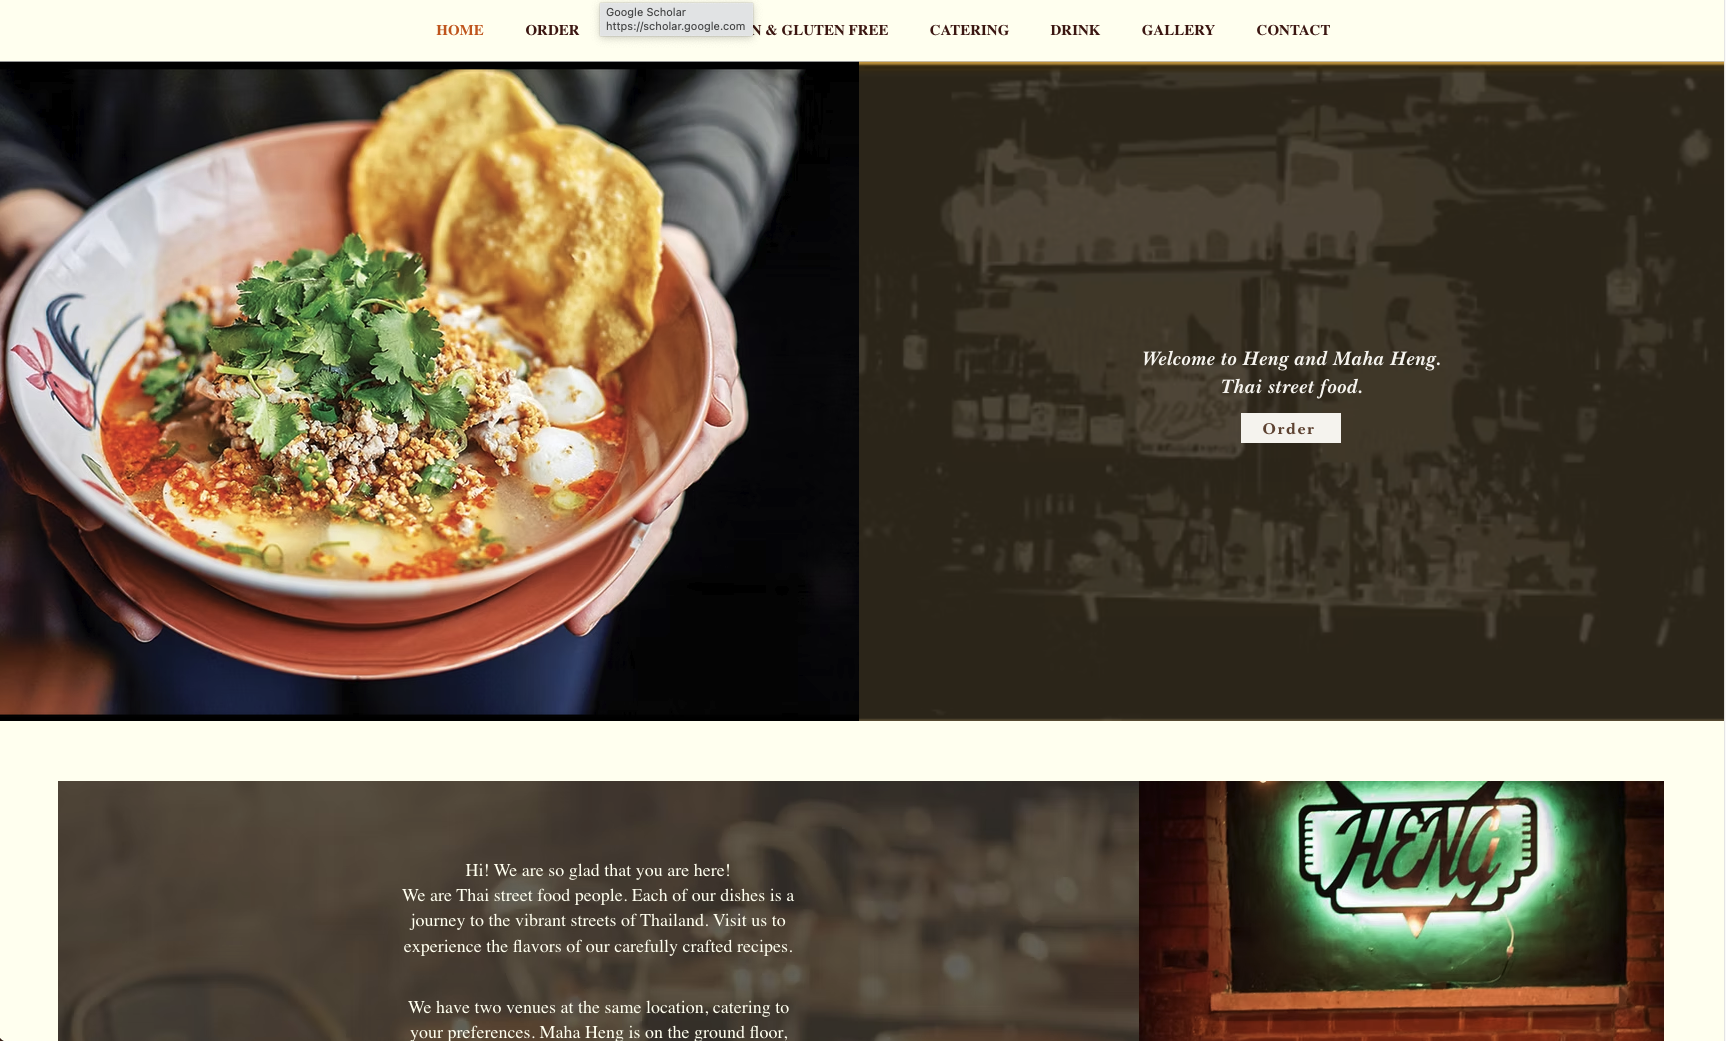 HOME ORDER N & GLUTEN FREE CATERING DRINK GALLERY CONTACT
Google Scholar
https://scholar.google.com
Welcome to Heng and Maha Heng.
Thai street food.
Order
Hi! We are so glad that you are here!
We are Thai street food people. Each of our dishes is a
journey to the vibrant streets of Thailand. Visit us to
experience the flavors of our carefully crafted recipes.
We have two venues at the same location, catering to
your preferences. Maha Heng is on the ground floor,
HENG